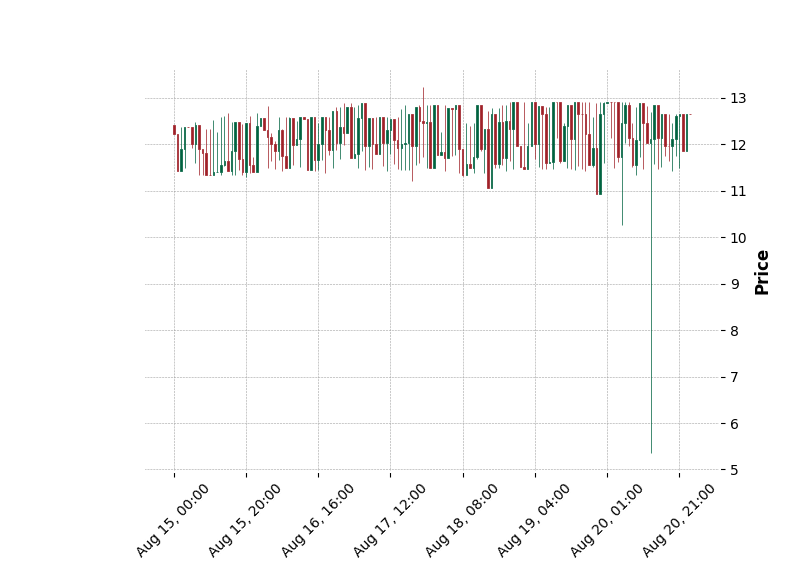 13
12
11
10
9
8
7
6
5
Price
Aug 15, 00:00
Aug 15, 20:00
Aug 16, 16:00
Aug 17, 12:00
Aug 18, 08:00
Aug 19, 04:00
Aug 20, 01:00
Aug 20, 21:00